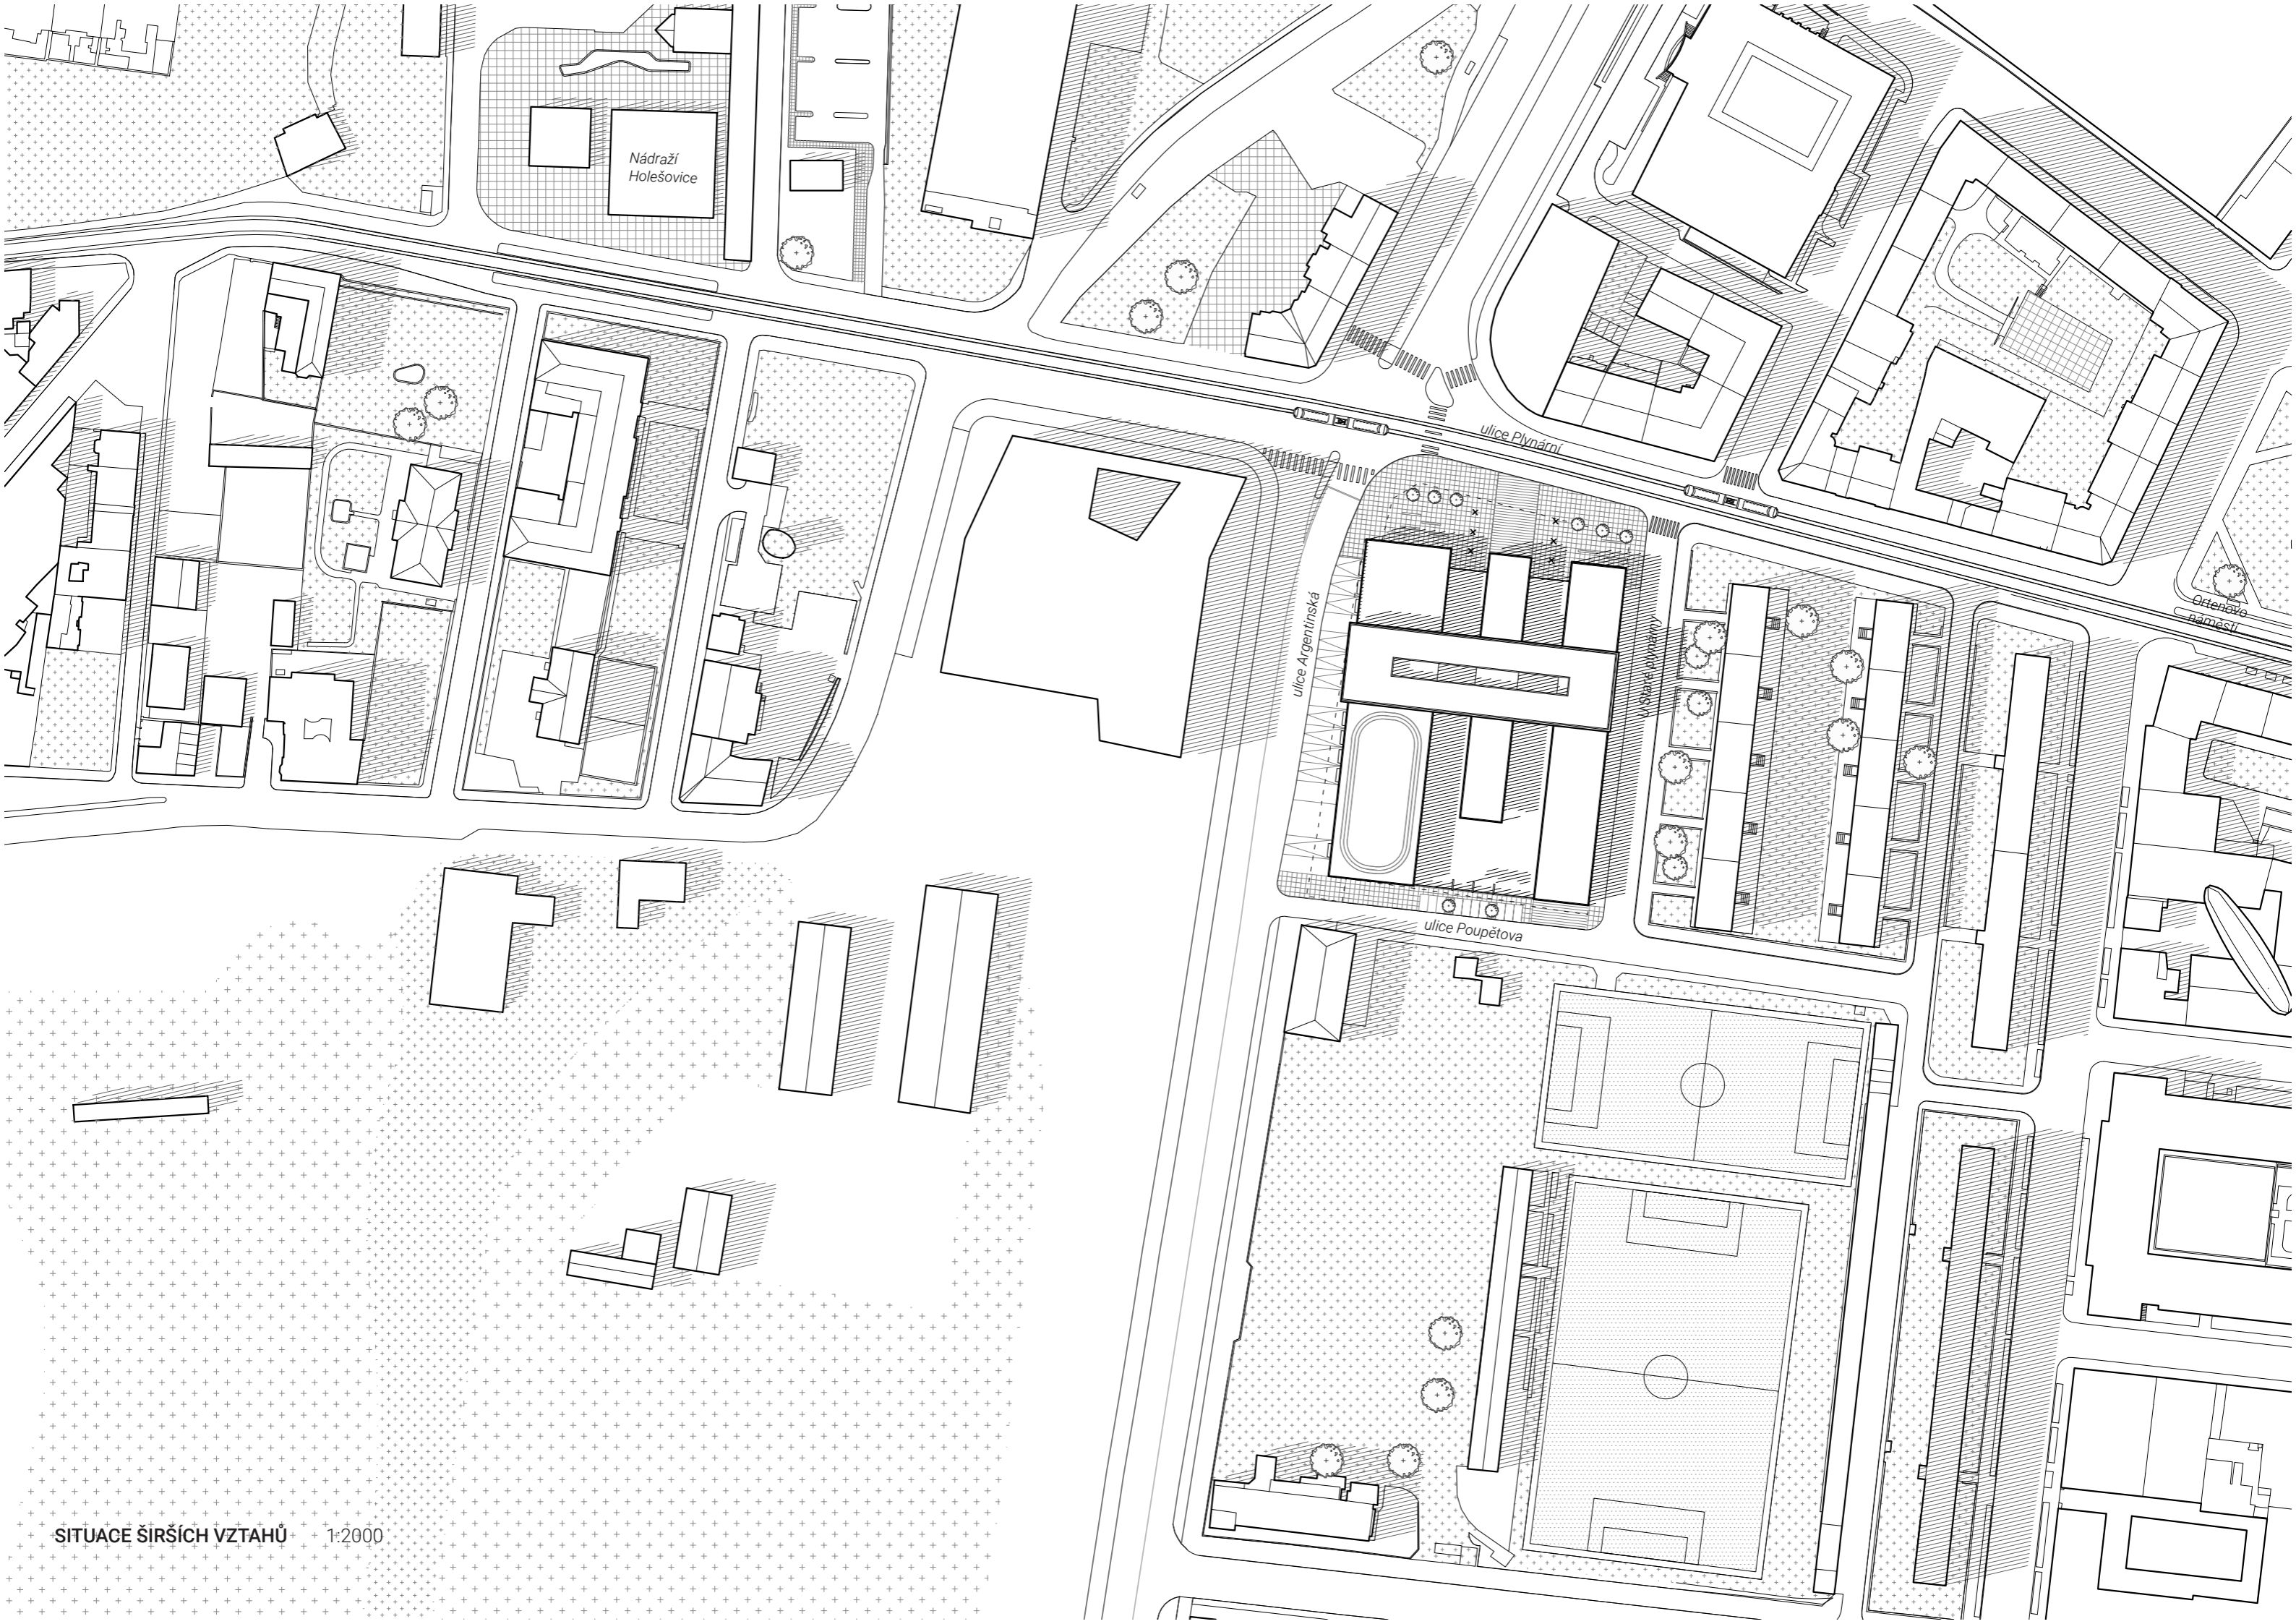 Nádraží
Holešovice
ulice Plynární
ulice Argentinská
U Staré plynárny
Ortenovo
náměstí
ulice Poupětova
SITUACE ŠIRŠÍCH VZTAHŮ 1:2000